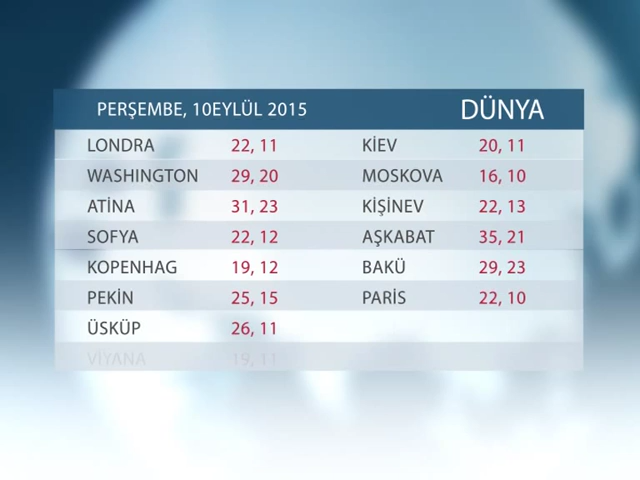 PERŞEMBE, 10EYLÜL 2015 DÜNYA
LONDRA 22, 11 KİEV 20, 11
WASHINGTON 29, 20 MOSKOVA 16, 10
ATİNA 31, 23 KİŞİNEV 22, 13
SOFYA 22, 12 AŞKABAT 35, 21
KOPENHAG 19, 12 BAKÜ 29, 23
PEKİN 25, 15 PARİS 22, 10
ÜSKÜP 26, 11
VİYANA 19, 11